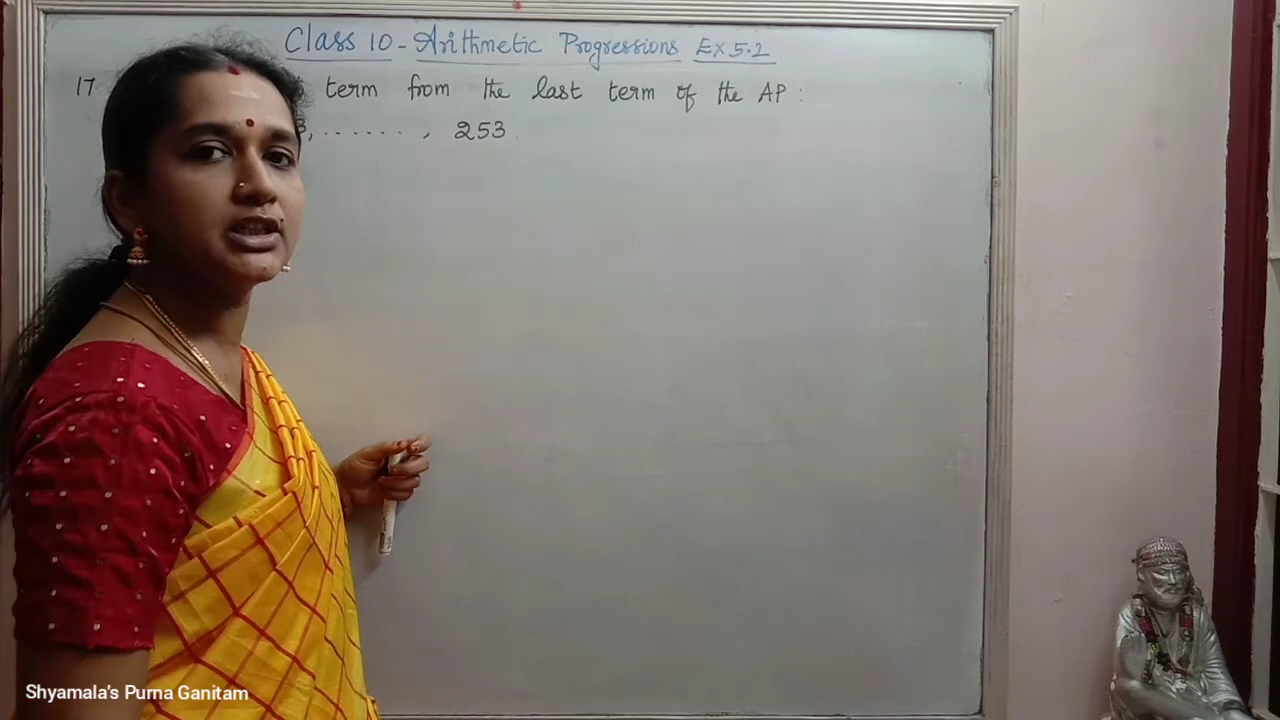 Class 10 - Arithmetic Progressions Ex 5.2
17 term from the last term of the AP :
3, ...... , 253.
Shyamala's Purna Ganitam